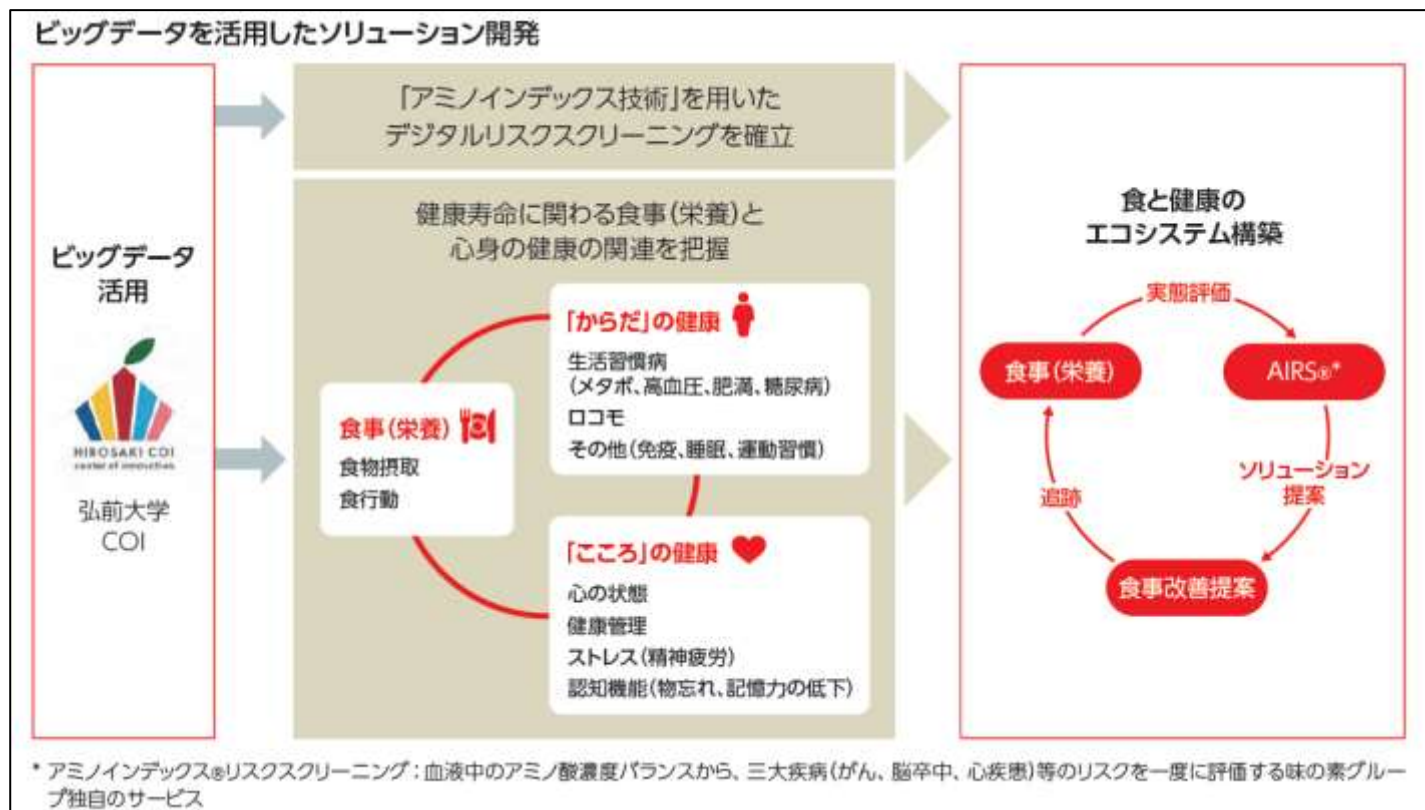 ビッグデータを活用したソリューション開発
ビッグデータ
活用
HIROSAKI COI
center of innovation
弘前大学
COI
「アミノインデックス技術」を用いた
デジタルリスクスクリーニングを確立
健康寿命に関わる食事(栄養)と
心身の健康の関連を把握
食事(栄養)
食物摂取
食行動
「からだ」の健康
生活習慣病
(メタボ、高血圧、肥満、糖尿病)
ロコモ
その他(免疫、睡眠、運動習慣)
「こころ」の健康
心の状態
健康管理
ストレス(精神疲労)
認知機能(物忘れ、記憶力の低下)
食と健康の
エコシステム構築
実態評価
食事(栄養)
AIRS®*
ソリューション
提案
追跡
食事改善提案
* アミノインデックス®リスクスクリーニング:血液中のアミノ酸濃度バランスから、三大疾病(がん、脳卒中、心疾患)等のリスクを一度に評価する味の素グルー
プ独自のサービス